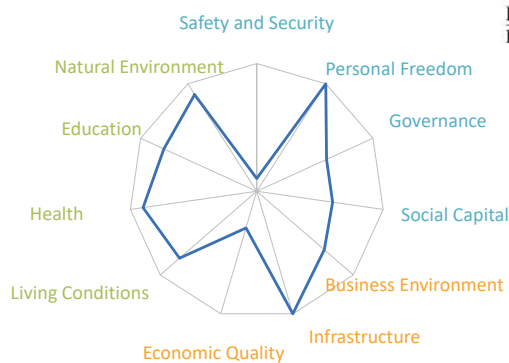 Safety and Security
Personal Freedom
Governance
Social Capital
Business Environment
Infrastructure
Economic Quality
Living Conditions
Health
Education
Natural Environment